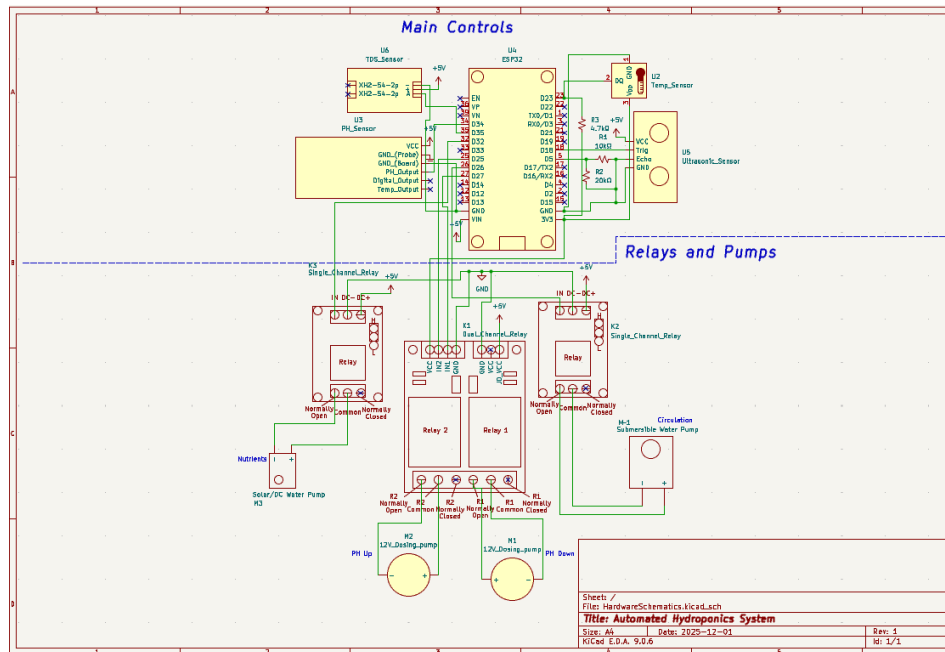 Main Controls
U6
TDS_Sensor
XH2-54-2p
XH2-54-2p
A
+5V
U3
PH_Sensor
+5V
VCC
GND_(Probe)
GND_(Board)
PH_Output
Digital_Output
Temp_Output
U4
ESP32
EN
VP
VN
D34
D35
D32
D33
D25
D26
D27
D14
D12
D13
GND
VIN
D23
D22
TX0/D1
RX0/D3
D21
D19
D18
D5
D17/TX2
D16/RX2
D4
D2
D15
GND
3V3
+5V
R3
4.7kΩ
R1
10kΩ
R2
20kΩ
U2
Temp_Sensor
1
GND
2
DQ
Vpp
3
+5V
VCC
Trig
Echo
GND
U5
Ultrasonic_Sensor
Relays and Pumps
K3
Single_Channel_Relay
+5V
IN DC-DC+
H
L
Relay
Normally
Open
Common
Normally
Closed
GND
+5V
K1
Dual_Channel_Relay
VCC
IN2
IN1
GND
GND
VCC
JD_VCC
Relay 2
Relay 1
R2
Normally
Open
R2
Common
R2
Normally
Closed
R1
Normally
Open
R1
Common
R1
Normally
Closed
+5V
IN DC-DC+
H
L
K2
Single_Channel_Relay
Relay
Normally
Open
Common
Normally
Closed
Nutrients
- +
Solar/DC Water Pump
M3
M-1
Circulation
Submersible Water Pump
- +
PH Up
M2
12V_Dosing_pump
- +
M1
12V_Dosing_pump
+ -
PH Down
Sheet: /
File: HardwareSchematics.kicad_sch
Title: Automated Hydroponics System
Size: A4
Date: 2025-12-01
Rev: 1
KiCad E.D.A. 9.0.6
Id: 1/1